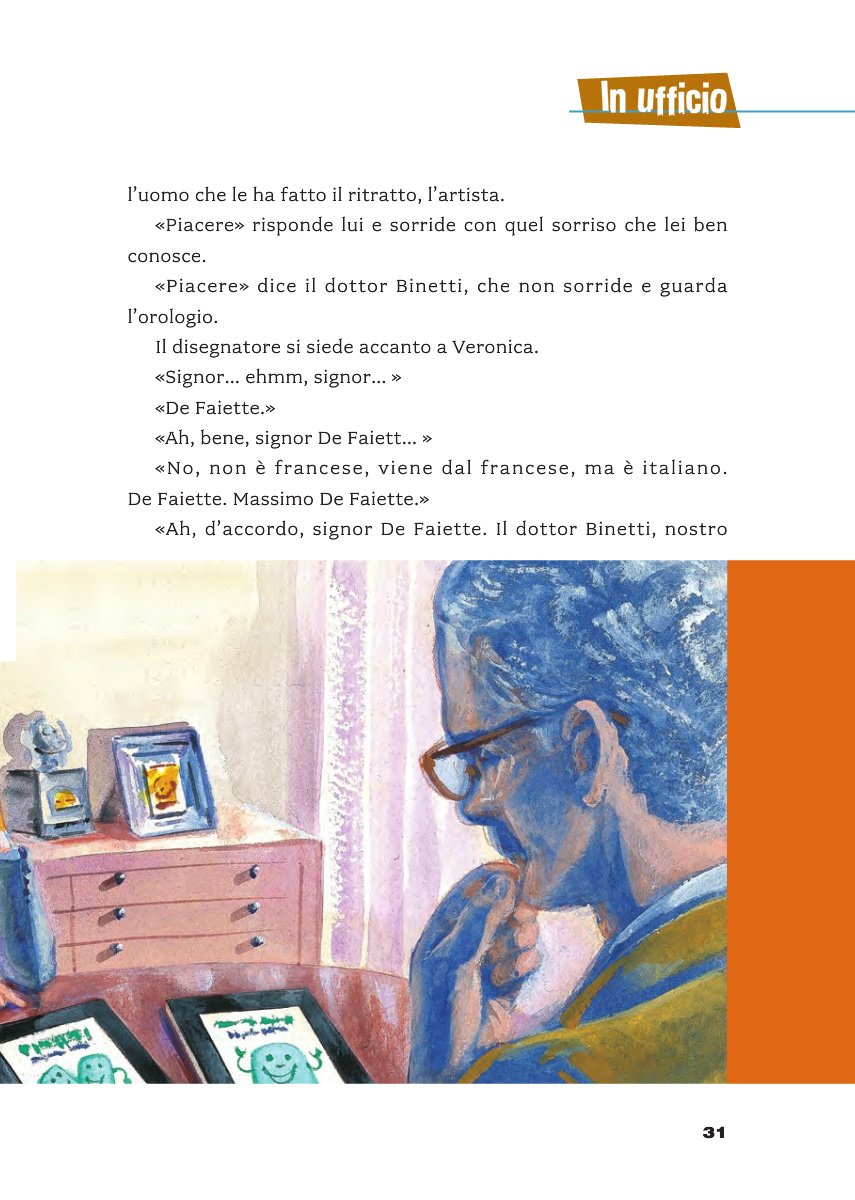 In ufficio
l'uomo che le ha fatto il ritratto, l'artista.
«Piacere» risponde lui e sorride con quel sorriso che lei ben
conosce.
«Piacere» dice il dottor Binetti, che non sorride e guarda
l'orologio.
Il disegnatore si siede accanto a Veronica.
«Signor... ehmm, signor... »
«De Faiette.»
«Ah, bene, signor De Faiett... »
«No, non è francese, viene dal francese, ma è italiano.
De Faiette. Massimo De Faiette.»
«Ah, d'accordo, signor De Faiette. Il dottor Binetti, nostro
31